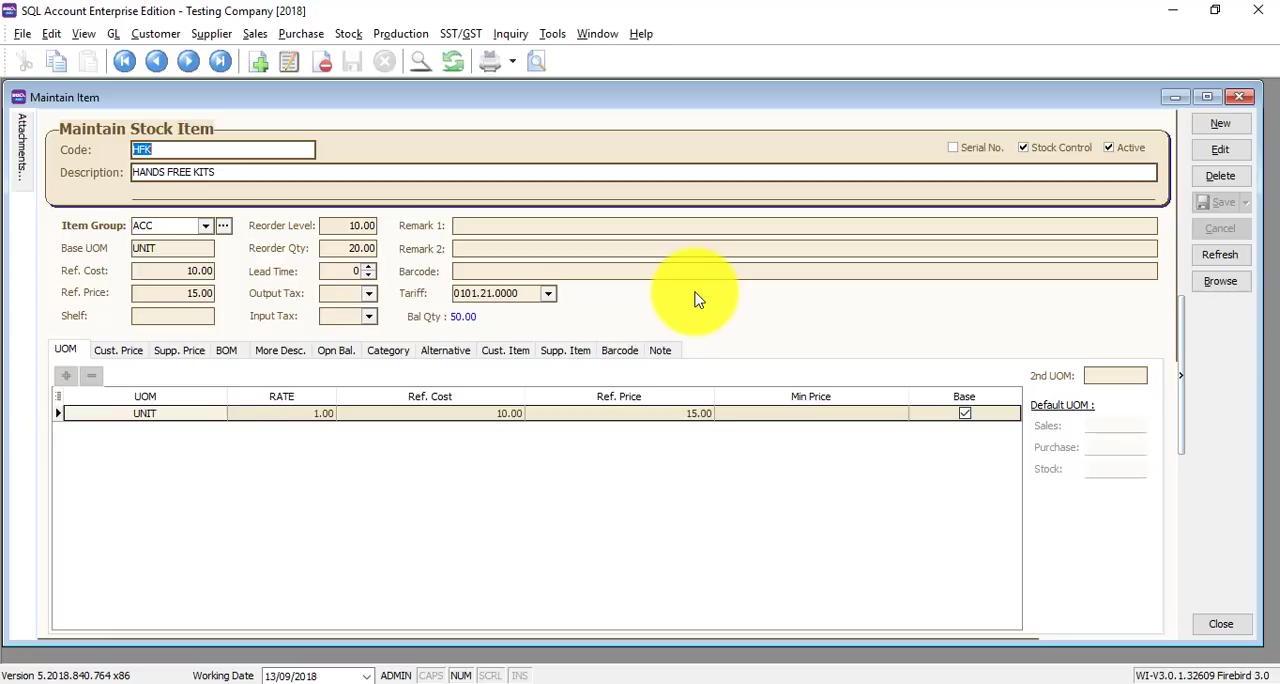 SQL Account Enterprise Edition - Testing Company [2018]
File Edit View GL Customer Supplier Sales Purchase Stock Production SST/GST Inquiry Tools Window Help
Maintain Item
Attachments...
Maintain Stock Item
Code: HFK
Serial No. Stock Control Active
Description: HANDS FREE KITS
Item Group: ACC Reorder Level: 10.00 Remark 1:
Base UOM UNIT Reorder Qty: 20.00 Remark 2:
Ref. Cost: 10.00 Lead Time: 0 Barcode:
Ref. Price: 15.00 Output Tax: Tariff: 0101.21.0000
Shelf: Input Tax: Bal Qty : 50.00
UOM Cust. Price Supp. Price BOM More Desc. Opn Bal. Category Alternative Cust. Item Supp. Item Barcode Note
UOM RATE Ref. Cost Ref. Price Min Price Base
UNIT 1.00 10.00 15.00
2nd UOM:
Default UOM :
Sales:
Purchase:
Stock:
New
Edit
Delete
Save
Cancel
Refresh
Browse
Close
Version 5.2018.840.764 x86 Working Date 13/09/2018 ADMIN CAPS NUM SCRL INS WI-V3.0.1.32609 Firebird 3.0